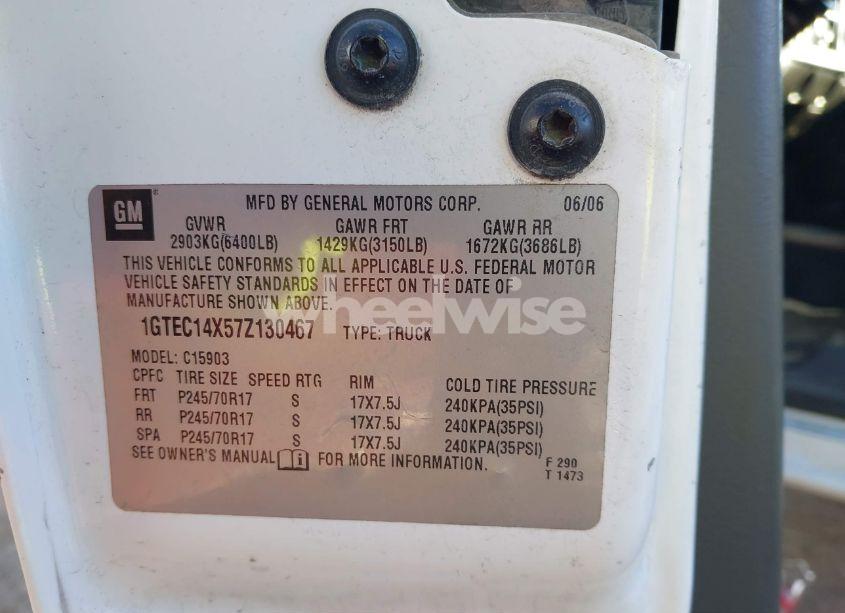 GM
MFD BY GENERAL MOTORS CORP. 06/06
GVWR GAWR FRT GAWR RR
2903KG(6400LB) 1429KG(3150LB) 1672KG(3686LB)
THIS VEHICLE CONFORMS TO ALL APPLICABLE U.S. FEDERAL MOTOR
VEHICLE SAFETY STANDARDS IN EFFECT ON THE DATE OF
MANUFACTURE SHOWN ABOVE.
wheelwise
1GTEC14X57Z130467 TYPE: TRUCK
MODEL: C15903
CPFC TIRE SIZE SPEED RTG RIM COLD TIRE PRESSURE
FRT P245/70R17 S 17X7.5J 240KPA(35PSI)
RR P245/70R17 S 17X7.5J 240KPA(35PSI)
SPA P245/70R17 S 17X7.5J 240KPA(35PSI)
SEE OWNER'S MANUAL FOR MORE INFORMATION.
F 290
T 1473